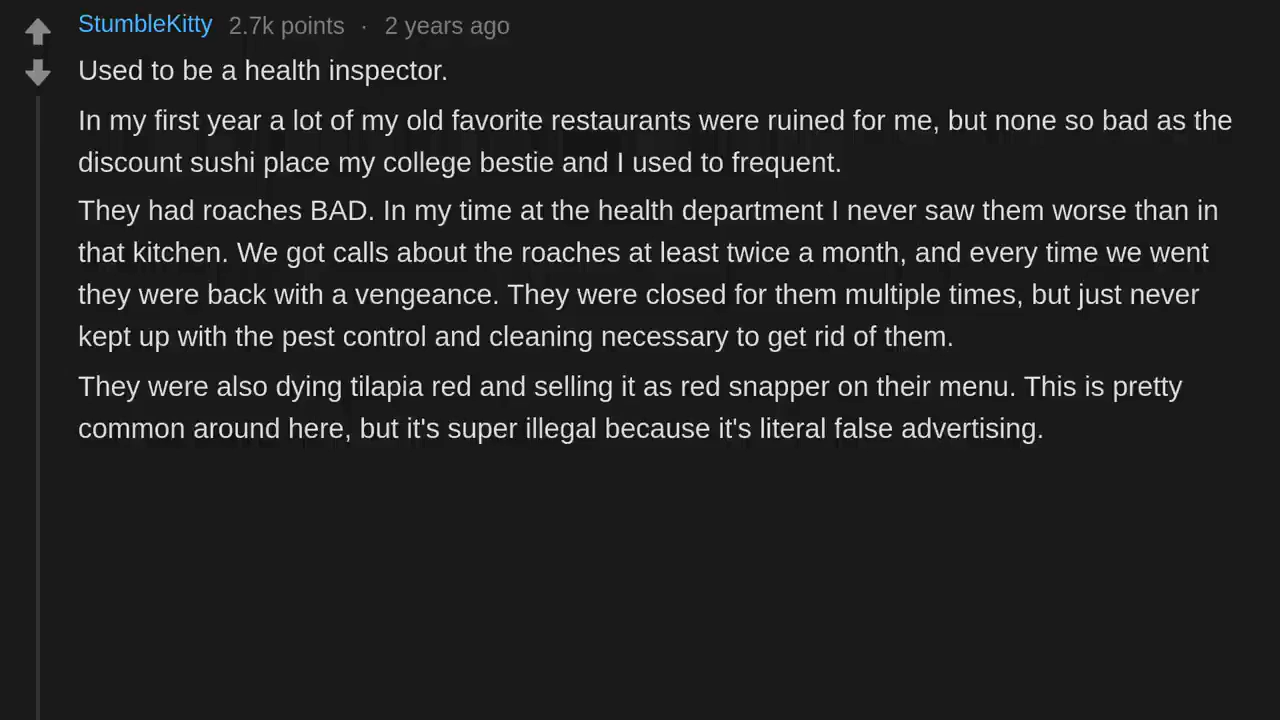 StumbleKitty 2.7k points · 2 years ago
Used to be a health inspector.
In my first year a lot of my old favorite restaurants were ruined for me, but none so bad as the
discount sushi place my college bestie and I used to frequent.
They had roaches BAD. In my time at the health department I never saw them worse than in
that kitchen. We got calls about the roaches at least twice a month, and every time we went
they were back with a vengeance. They were closed for them multiple times, but just never
kept up with the pest control and cleaning necessary to get rid of them.
They were also dying tilapia red and selling it as red snapper on their menu. This is pretty
common around here, but it's super illegal because it's literal false advertising.